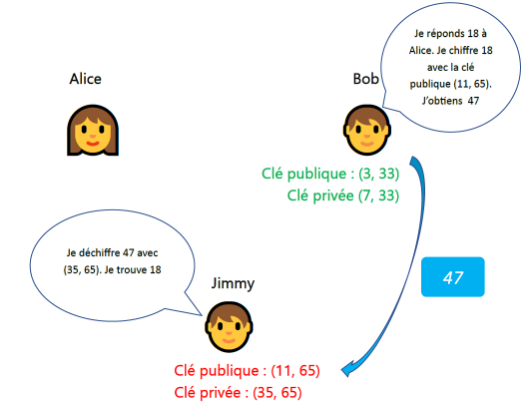 Je réponds 18 à
Alice. Je chiffre 18
avec la clé
publique (11, 65).
J'obtiens 47
Alice
Bob
Clé publique : (3, 33)
Clé privée (7, 33)
Je déchiffre 47 avec
(35, 65). Je trouve 18
47
Jimmy
Clé publique : (11, 65)
Clé privée : (35, 65)